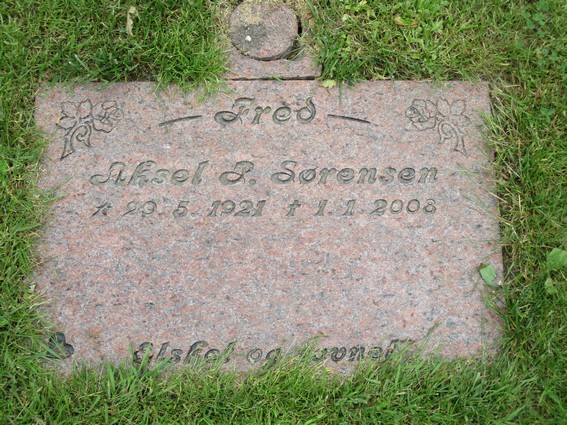 – Fred –
Aksel P. Sørensen
* 29.5.1921 † 1.1.2008
Elsket og savnet